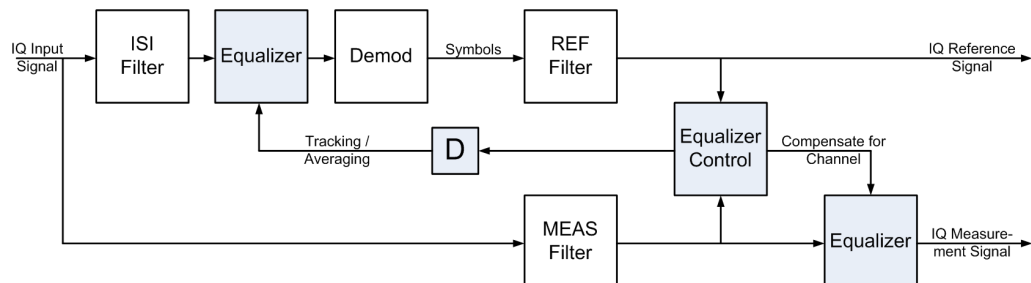 IQ Input
Signal
ISI
Filter
Equalizer
Demod
Symbols
REF
Filter
IQ Reference
Signal
Tracking /
Averaging
D
Equalizer
Control
Compensate for
Channel
MEAS
Filter
Equalizer
IQ Measure-
ment Signal